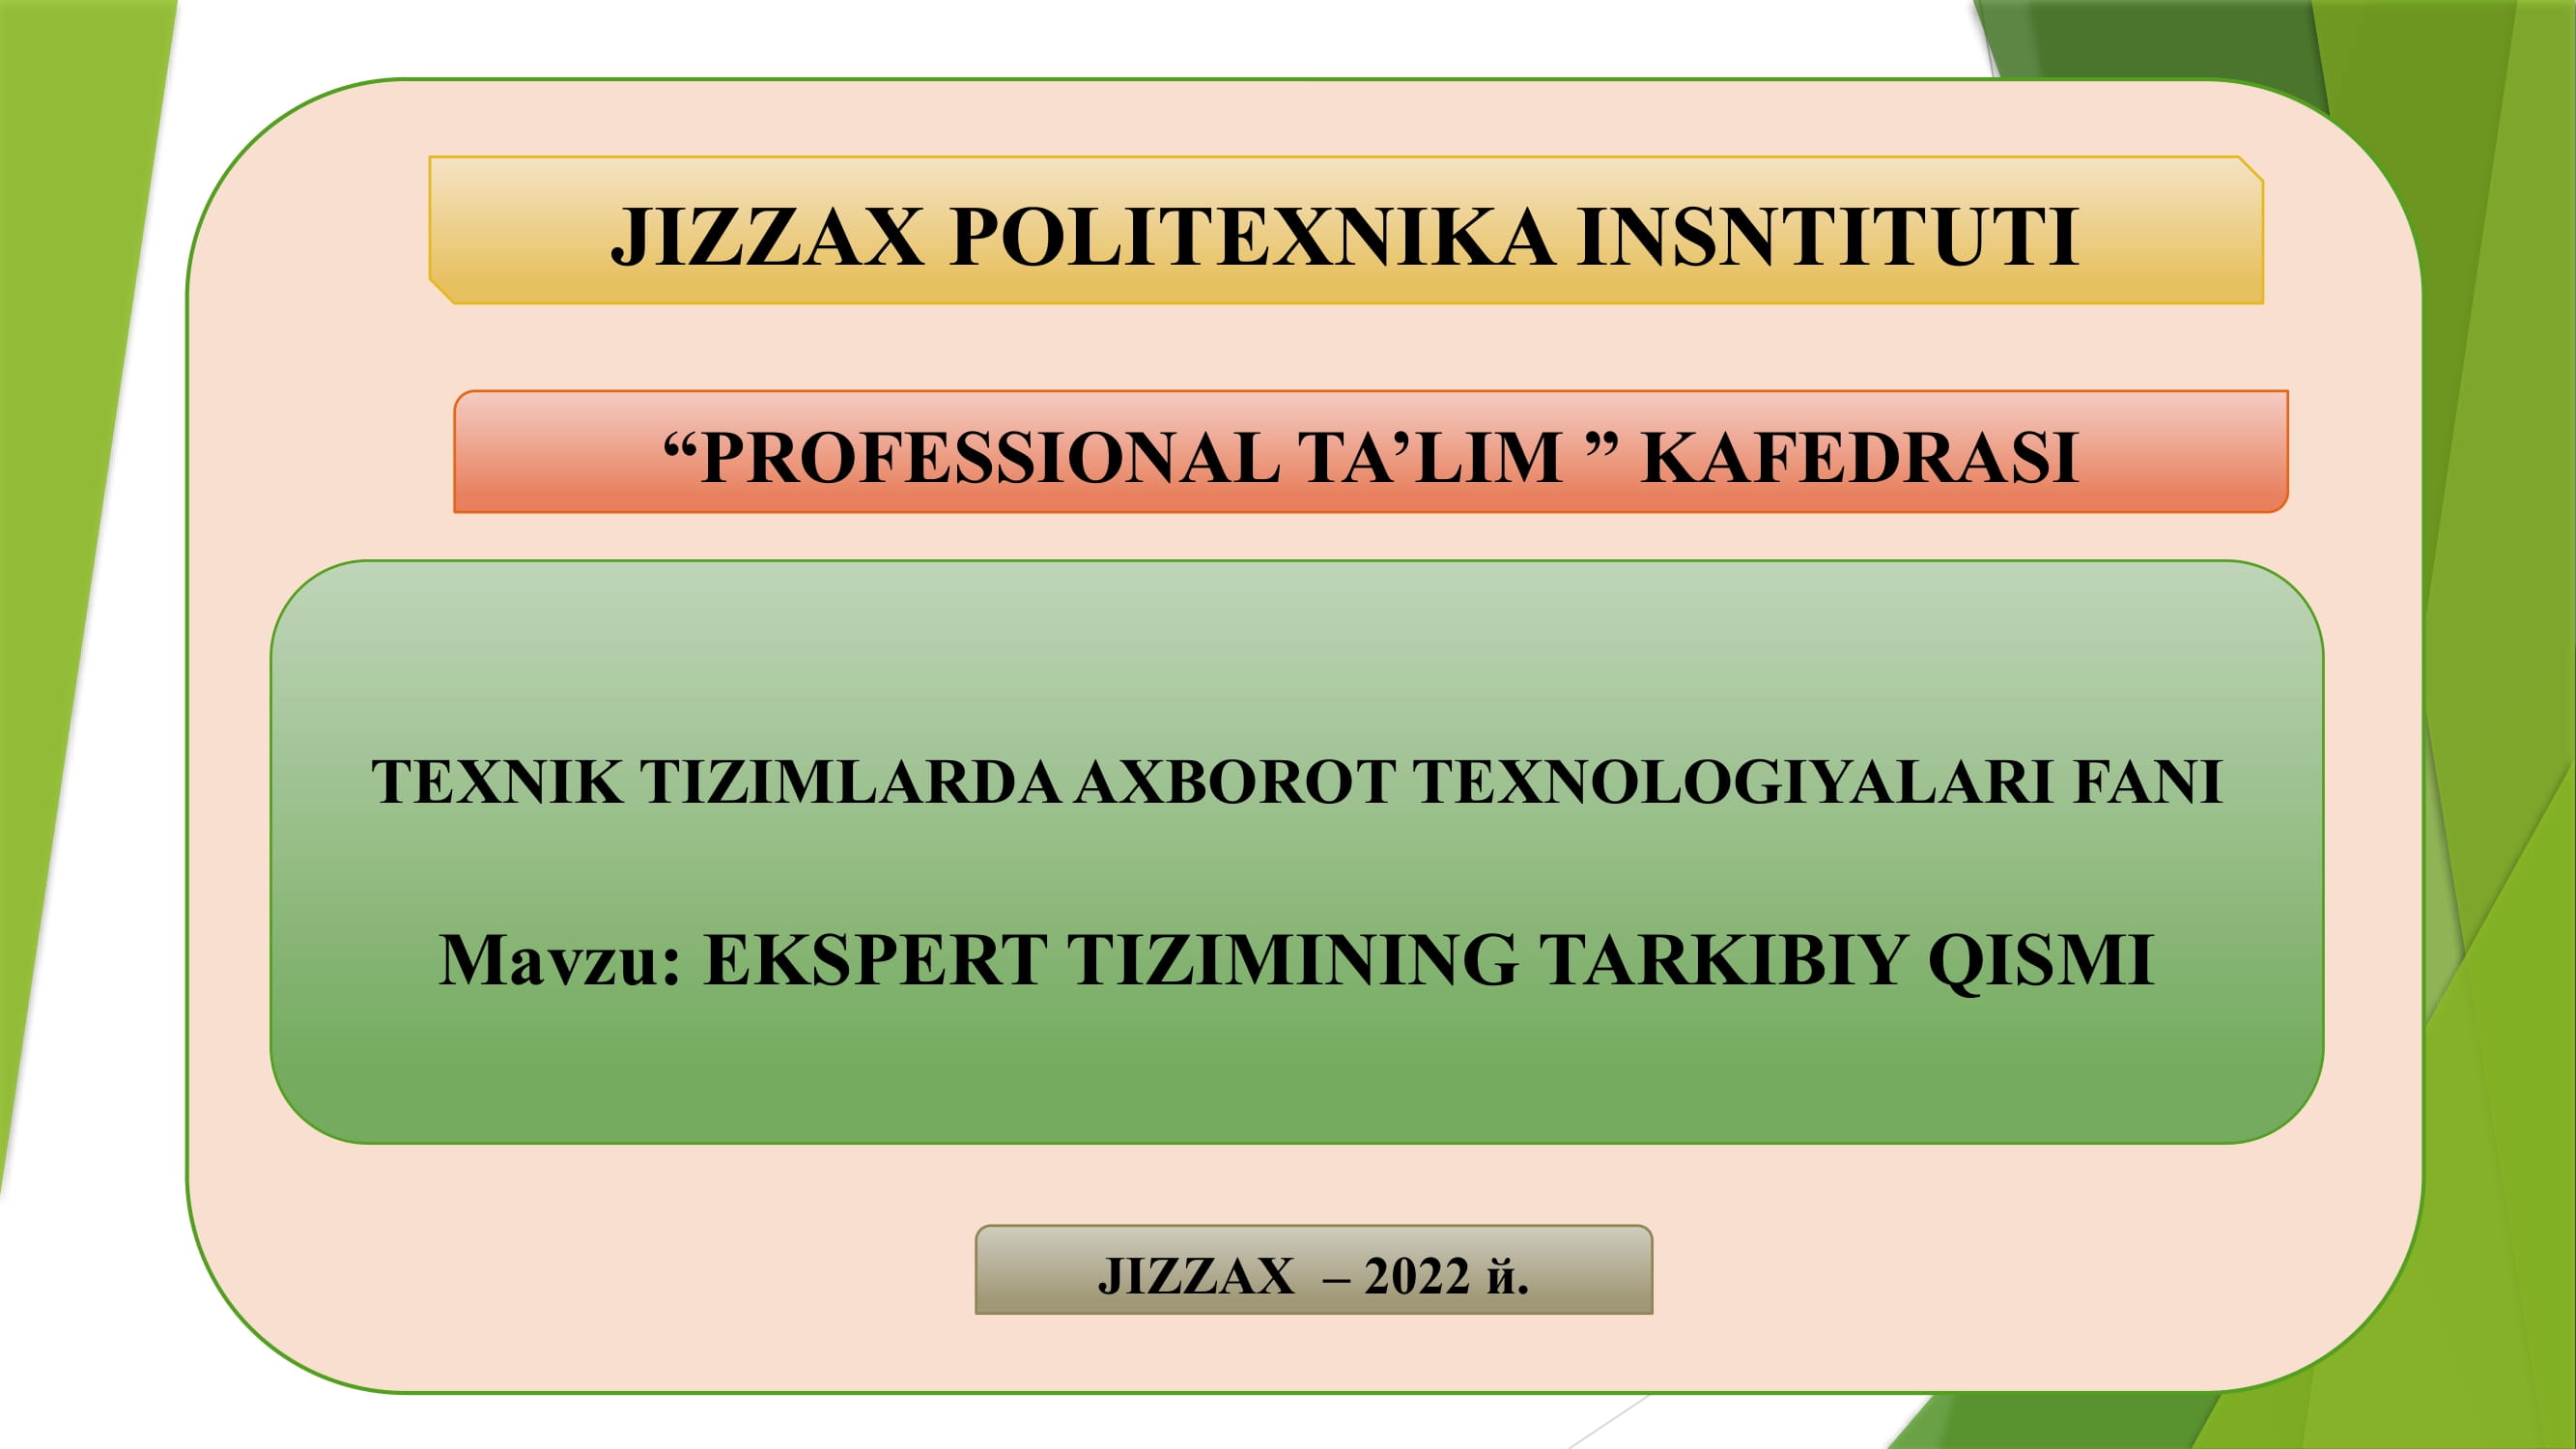 JIZZAX POLITEXNIKA INSNTITUTI
“PROFESSIONAL TA’LIM ” KAFEDRASI
TEXNIK TIZIMLARDA AXBOROT TEXNOLOGIYALARI FANI
Mavzu: EKSPERT TIZIMINING TARKIBIY QISMI
JIZZAX – 2022 й.